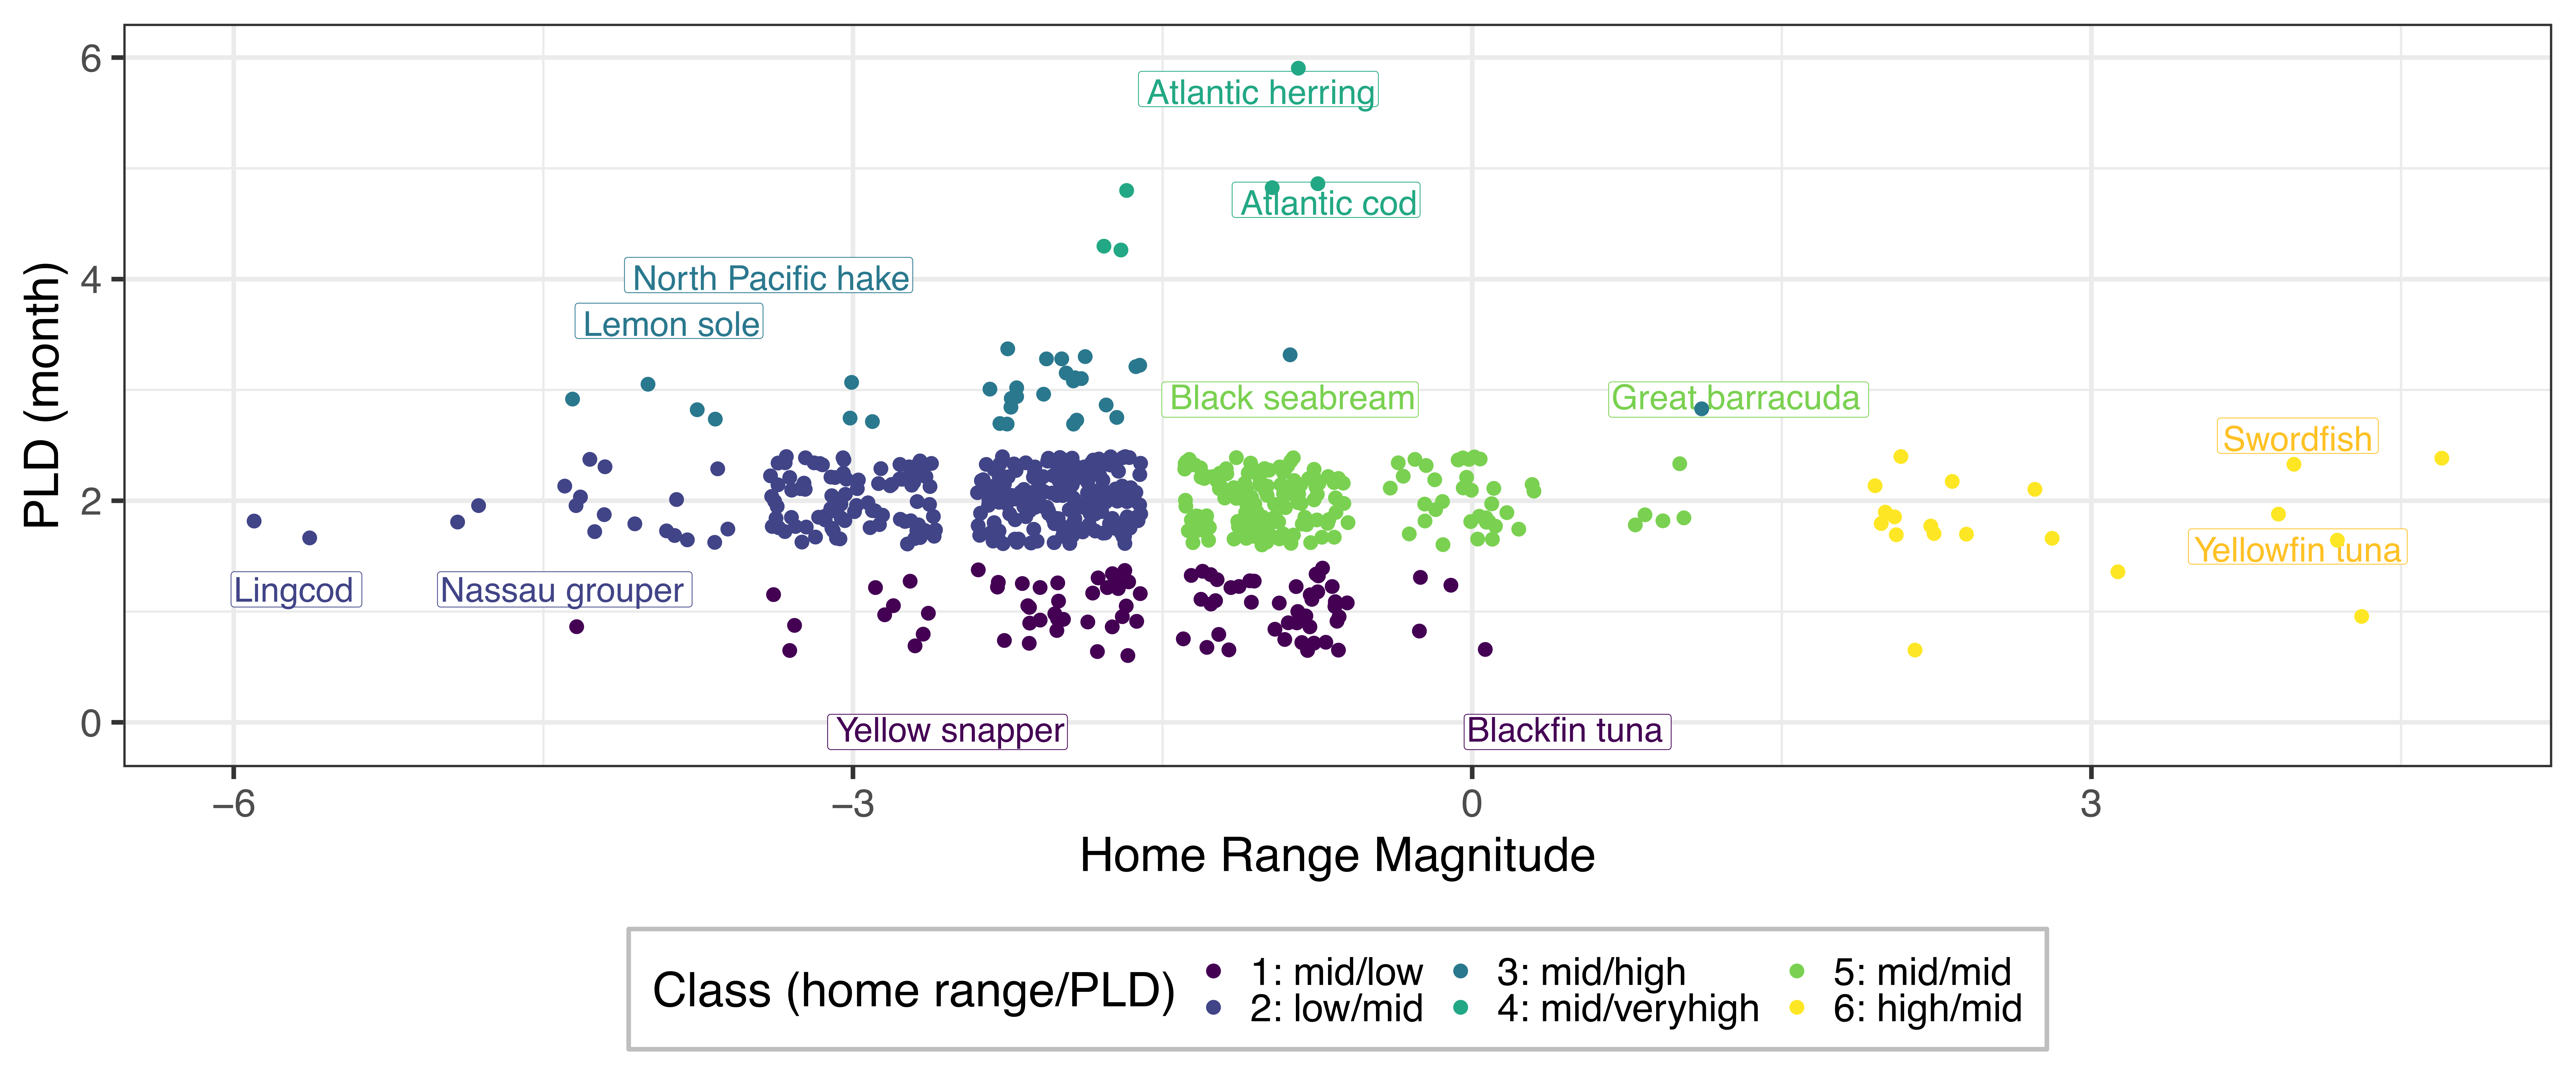 6
Atlantic herring
Atlantic cod
4
North Pacific hake
Lemon sole
Black seabream
Great barracuda
Swordfish
PLD (month)
2
Yellowfin tuna
Lingcod
Nassau grouper
0
Yellow snapper
Blackfin tuna
−6
−3
0
3
Home Range Magnitude
Class (home range/PLD)
1: mid/low
3: mid/high
5: mid/mid
2: low/mid
4: mid/veryhigh
6: high/mid